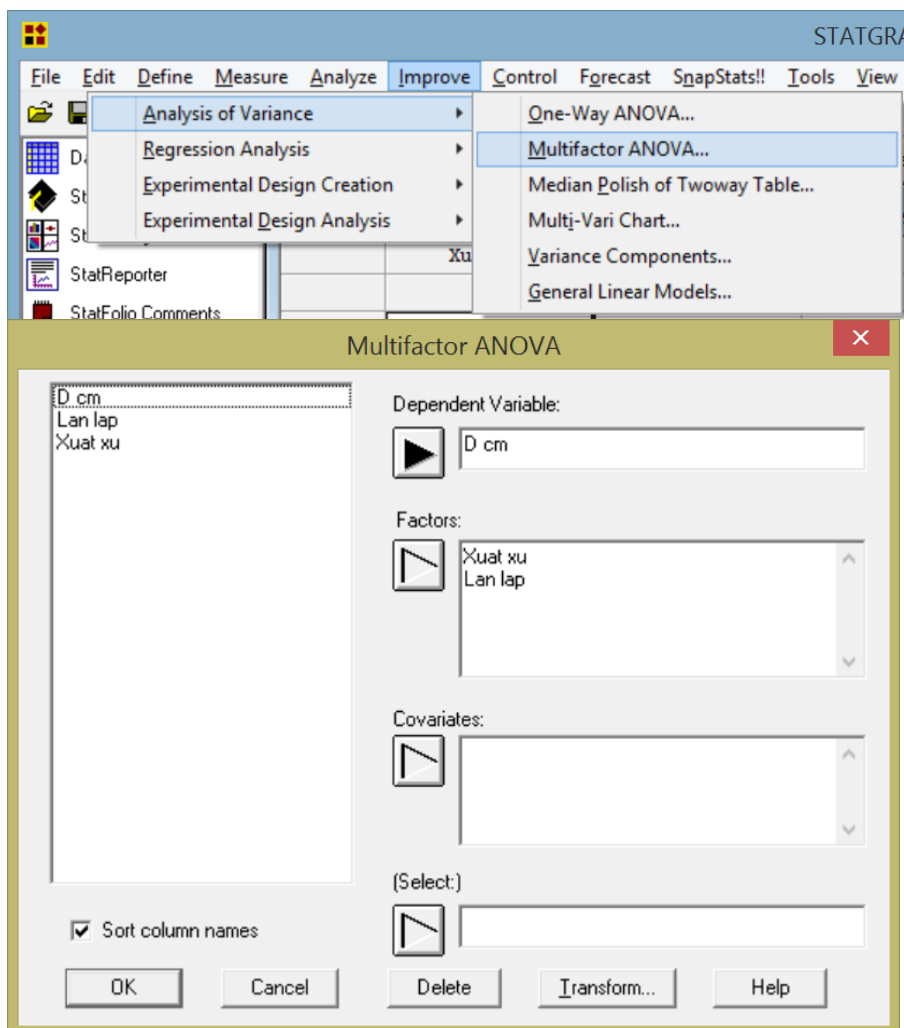 STATGRA
File Edit Define Measure Analyze Improve Control Forecast SnapStats!! Tools View
Analysis of Variance
Regression Analysis
Experimental Design Creation
Experimental Design Analysis
One-Way ANOVA...
Multifactor ANOVA...
Median Polish of Twoway Table...
Multi-Vari Chart...
Variance Components...
General Linear Models...
Xu
StatReporter
StatFolio Comments
Multifactor ANOVA
D cm
Lan lap
Xuat xu
Dependent Variable:
D cm
Factors:
Xuat xu
Lan lap
Covariates:
(Select:)
Sort column names
OK Cancel Delete Transform... Help